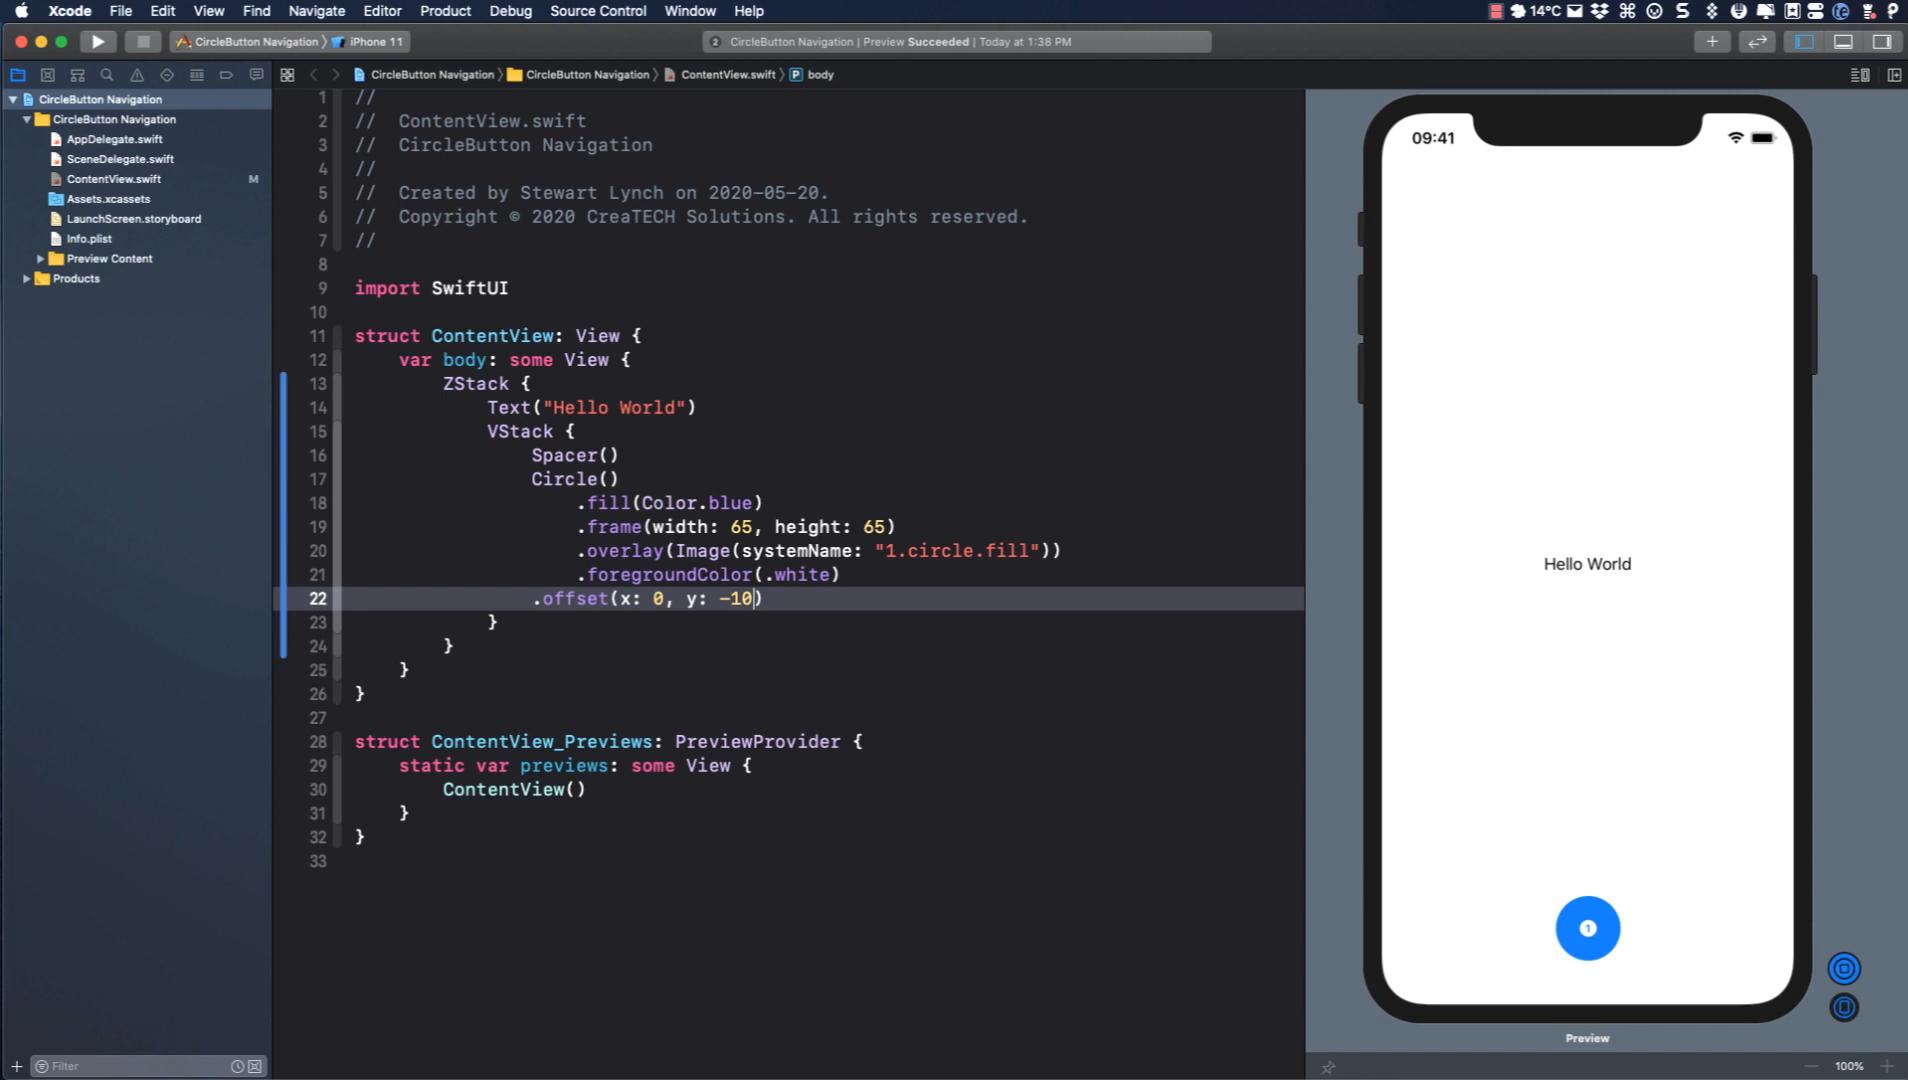 Xcode File Edit View Find Navigate Editor Product Debug Source Control Window Help
14°C
CircleButton Navigation iPhone 11
2 CircleButton Navigation | Preview Succeeded | Today at 1:38 PM
CircleButton Navigation CircleButton Navigation ContentView.swift P body
CircleButton Navigation
CircleButton Navigation
AppDelegate.swift
SceneDelegate.swift
ContentView.swift M
Assets.xcassets
LaunchScreen.storyboard
Info.plist
Preview Content
Products
Filter
1 //
2 // ContentView.swift
3 // CircleButton Navigation
4 //
5 // Created by Stewart Lynch on 2020-05-20.
6 // Copyright © 2020 CreaTECH Solutions. All rights reserved.
7 //
8
9 import SwiftUI
10
11 struct ContentView: View {
12 var body: some View {
13 ZStack {
14 Text("Hello World")
15 VStack {
16 Spacer()
17 Circle()
18 .fill(Color.blue)
19 .frame(width: 65, height: 65)
20 .overlay(Image(systemName: "1.circle.fill"))
21 .foregroundColor(.white)
22 .offset(x: 0, y: -10)
23 }
24 }
25 }
26 }
27
28 struct ContentView_Previews: PreviewProvider {
29 static var previews: some View {
30 ContentView()
31 }
32 }
33
09:41
Hello World
1
Preview
100%